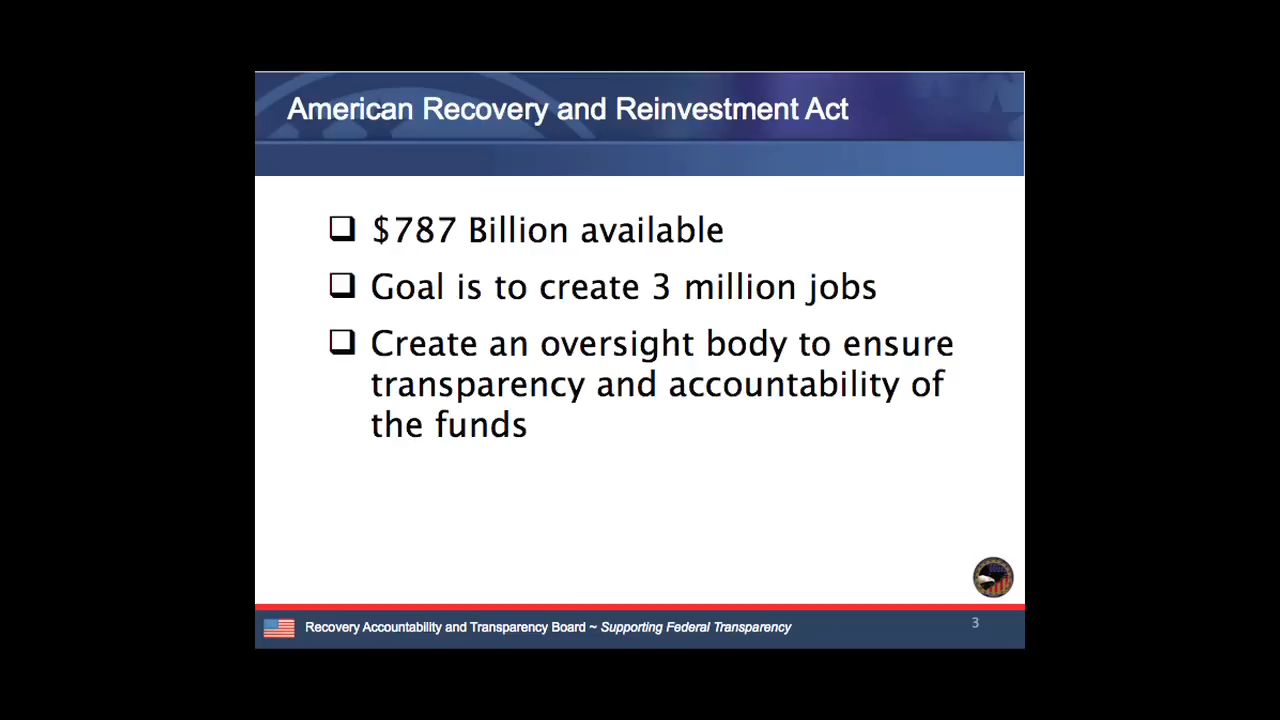 American Recovery and Reinvestment Act
$787 Billion available
Goal is to create 3 million jobs
Create an oversight body to ensure
transparency and accountability of
the funds
Recovery Accountability and Transparency Board ~ Supporting Federal Transparency
3